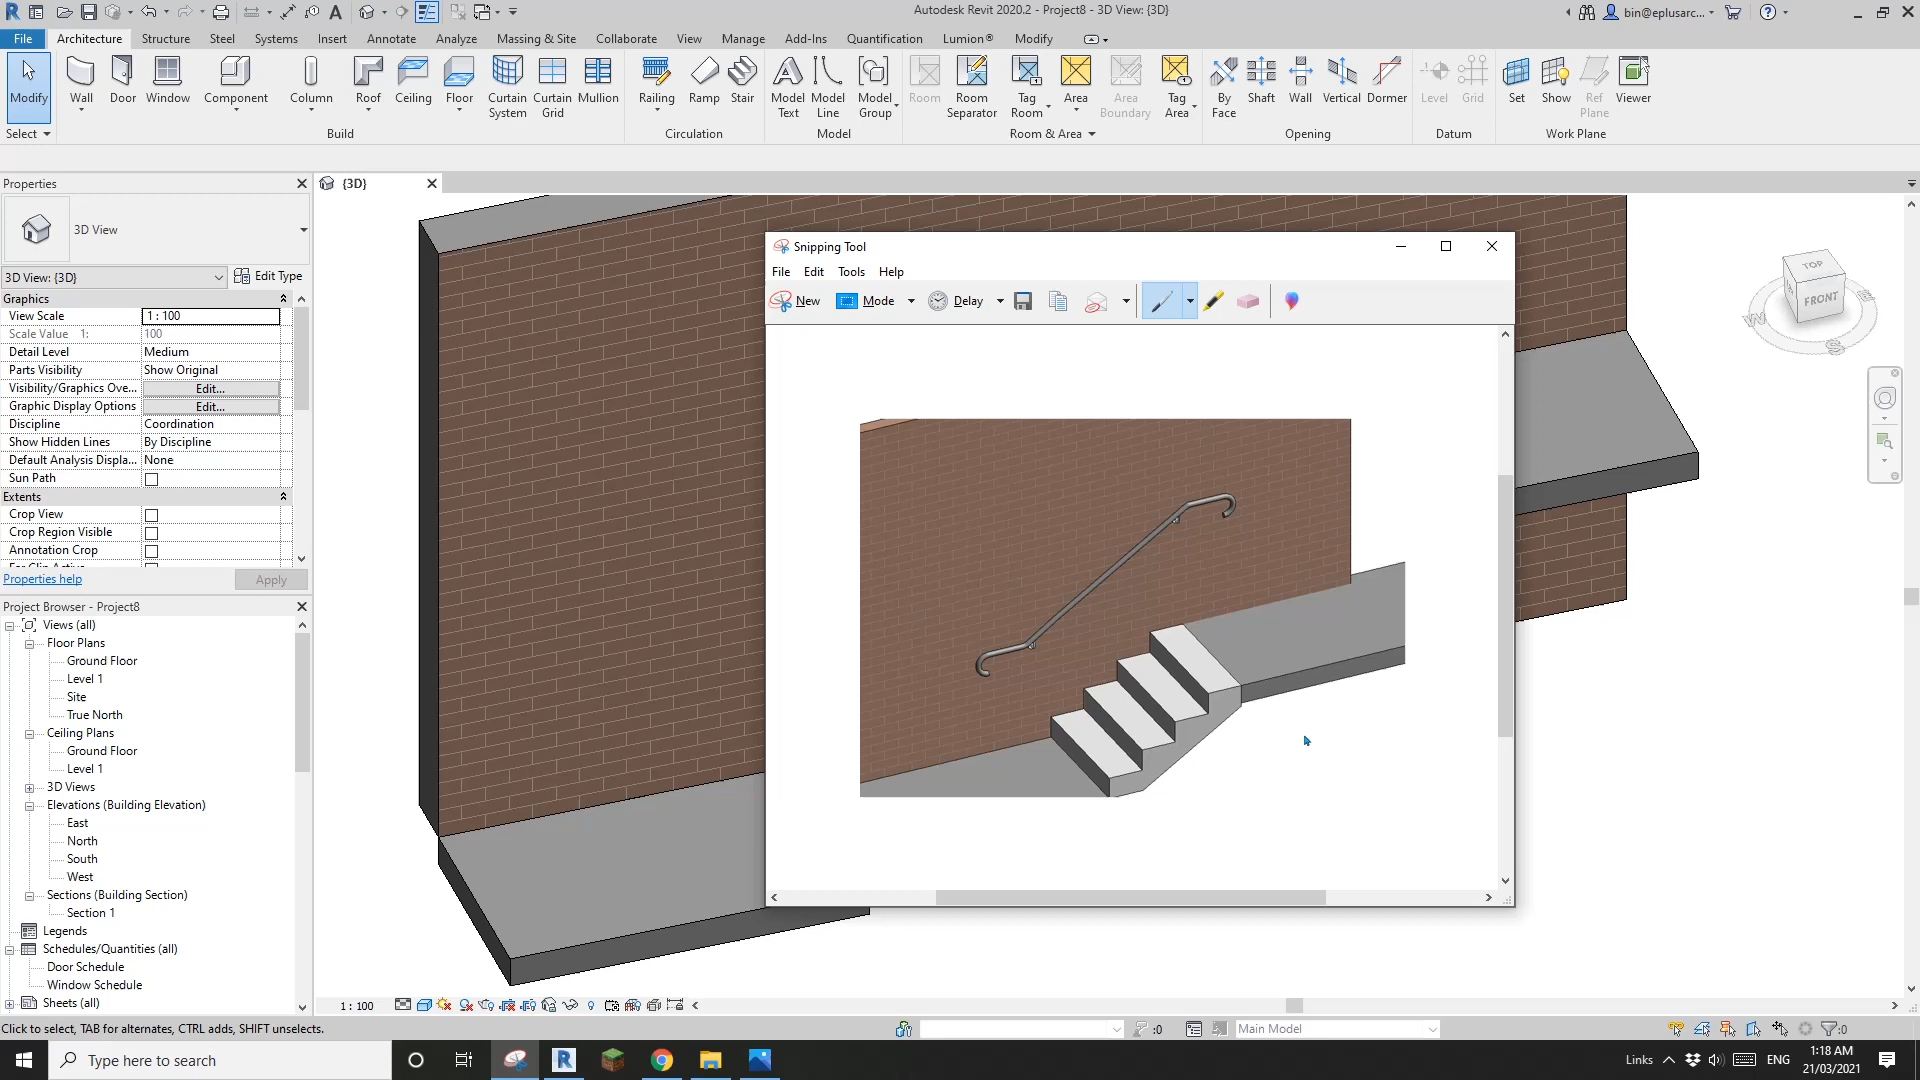 Autodesk Revit 2020.2 - Project8 - 3D View: {3D}
bin@eplusarc...
File Architecture Structure Steel Systems Insert Annotate Analyze Massing & Site Collaborate View Manage Add-Ins Quantification Lumion® Modify
Modify Wall Door Window Component Column Roof Ceiling Floor Curtain System Curtain Grid Mullion Railing Ramp Stair Model Text Model Line Model Group Room Room Separator Tag Room Area Area Boundary Tag Area By Face Shaft Wall Vertical Dormer Level Grid Set Show Ref Plane Viewer
Select Build Circulation Model Room & Area Opening Datum Work Plane
Properties
{3D}
3D View
3D View: {3D} Edit Type
Graphics
View Scale 1 : 100
Scale Value 1: 100
Detail Level Medium
Parts Visibility Show Original
Visibility/Graphics Ove... Edit...
Graphic Display Options Edit...
Discipline Coordination
Show Hidden Lines By Discipline
Default Analysis Displa... None
Sun Path
Extents
Crop View
Crop Region Visible
Annotation Crop
Properties help Apply
Project Browser - Project8
Views (all)
Floor Plans
Ground Floor
Level 1
Site
True North
Ceiling Plans
Ground Floor
Level 1
3D Views
Elevations (Building Elevation)
East
North
South
West
Sections (Building Section)
Section 1
Legends
Schedules/Quantities (all)
Door Schedule
Window Schedule
Sheets (all)
Snipping Tool
File Edit Tools Help
New Mode Delay
TOP
FRONT
W
S
1 : 100
Click to select, TAB for alternates, CTRL adds, SHIFT unselects.
:0
Main Model
:0
Type here to search
Links
ENG
1:18 AM
21/03/2021